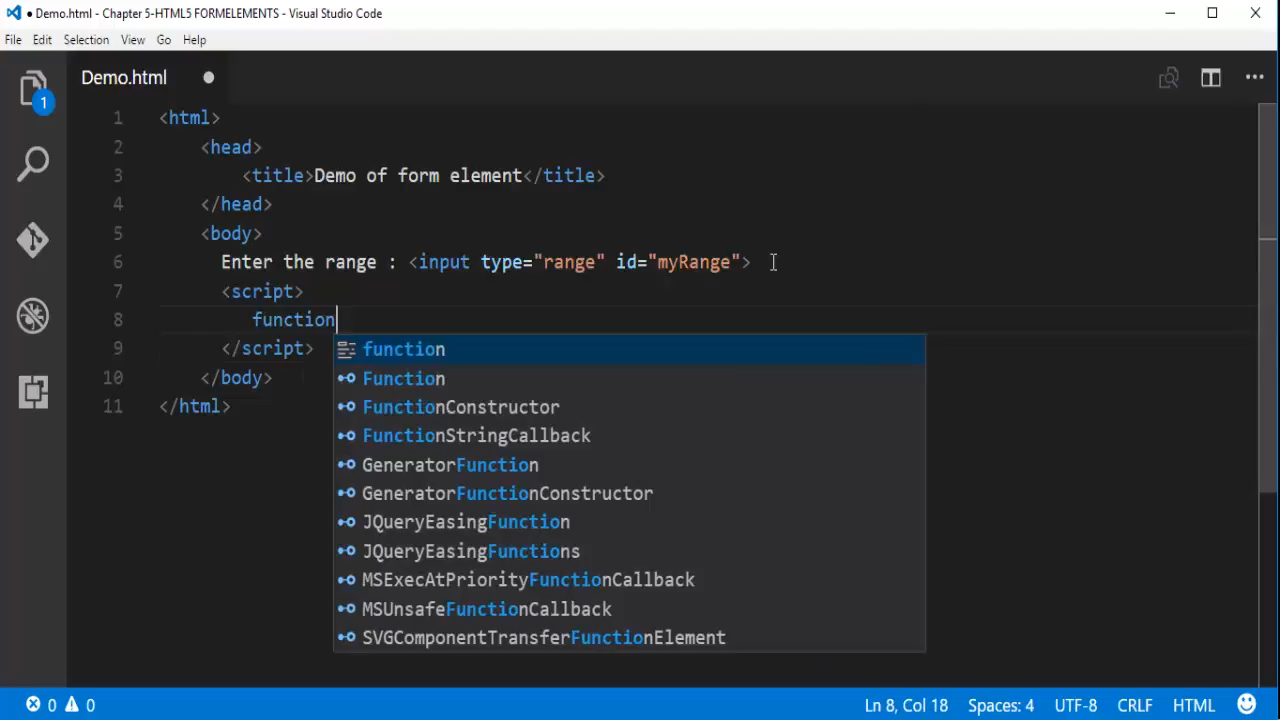 Demo.html - Chapter 5-HTML5 FORMELEMENTS - Visual Studio Code
File Edit Selection View Go Help
1
Demo.html
1 <html>
2 <head>
3 <title>Demo of form element</title>
4 </head>
5 <body>
6 Enter the range : <input type="range" id="myRange">
7 <script>
8 function
9 </script>
10 </body>
11 </html>
function
Function
FunctionConstructor
FunctionStringCallback
GeneratorFunction
GeneratorFunctionConstructor
JQueryEasingFunction
JQueryEasingFunctions
MSExecAtPriorityFunctionCallback
MSUnsafeFunctionCallback
SVGComponentTransferFunctionElement
0 0 Ln 8, Col 18 Spaces: 4 UTF-8 CRLF HTML